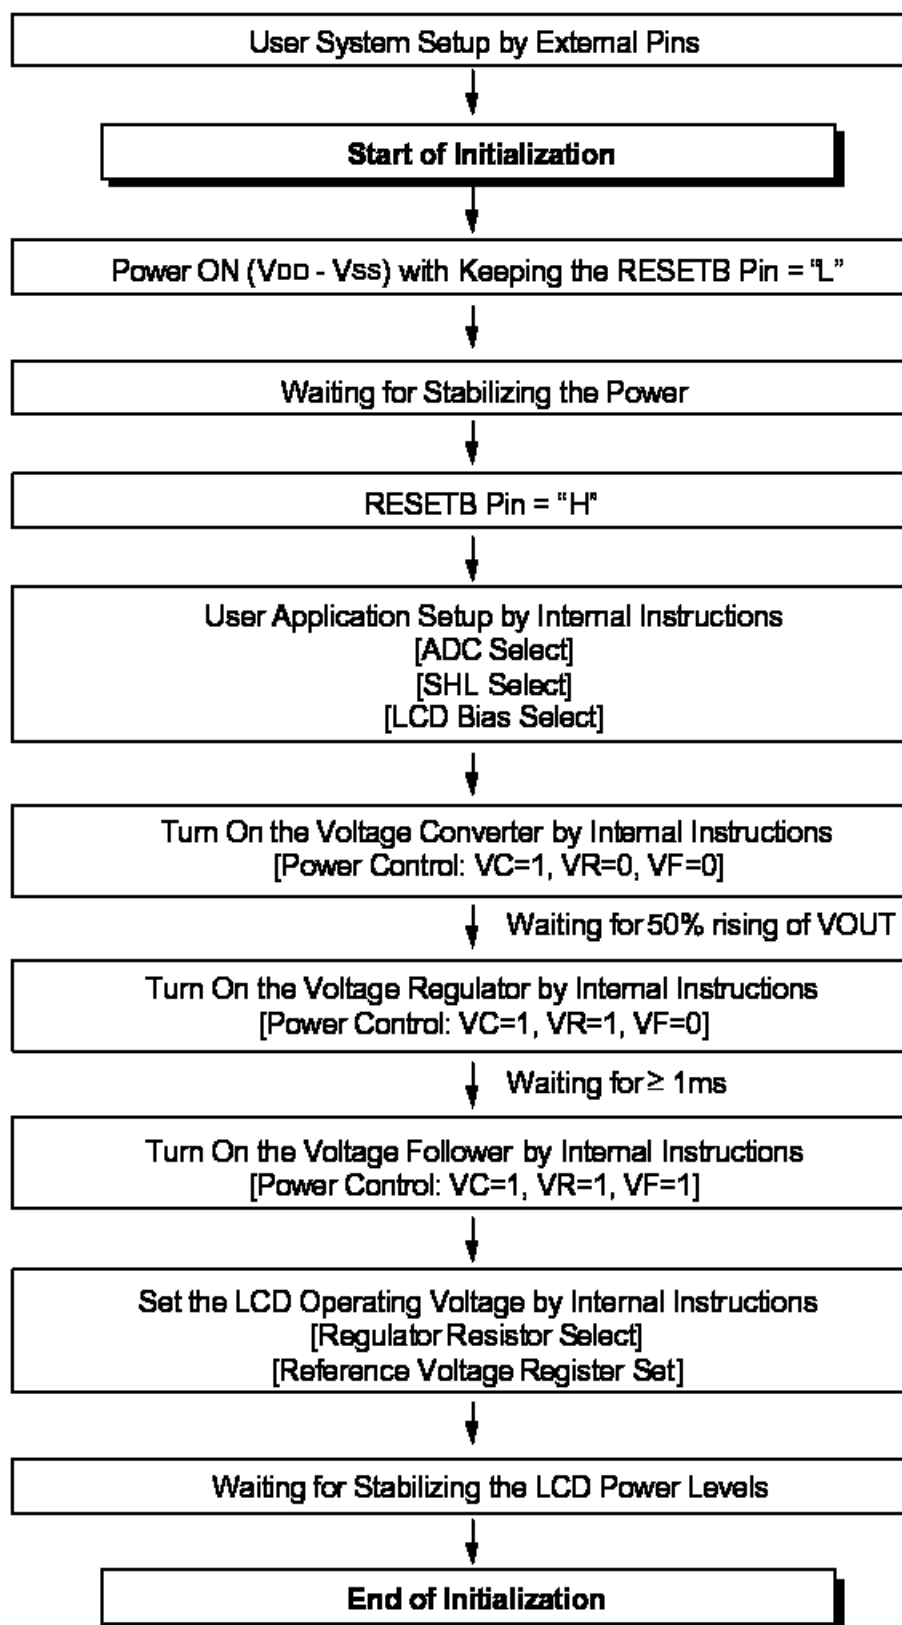 User System Setup by External Pins
Start of Initialization
Power ON (VDD - VSS) with Keeping the RESETB Pin = "L"
Waiting for Stabilizing the Power
RESETB Pin = "H"
User Application Setup by Internal Instructions
[ADC Select]
[SHL Select]
[LCD Bias Select]
Turn On the Voltage Converter by Internal Instructions
[Power Control: VC=1, VR=0, VF=0]
Waiting for 50% rising of VOUT
Turn On the Voltage Regulator by Internal Instructions
[Power Control: VC=1, VR=1, VF=0]
Waiting for ≥ 1ms
Turn On the Voltage Follower by Internal Instructions
[Power Control: VC=1, VR=1, VF=1]
Set the LCD Operating Voltage by Internal Instructions
[Regulator Resistor Select]
[Reference Voltage Register Set]
Waiting for Stabilizing the LCD Power Levels
End of Initialization